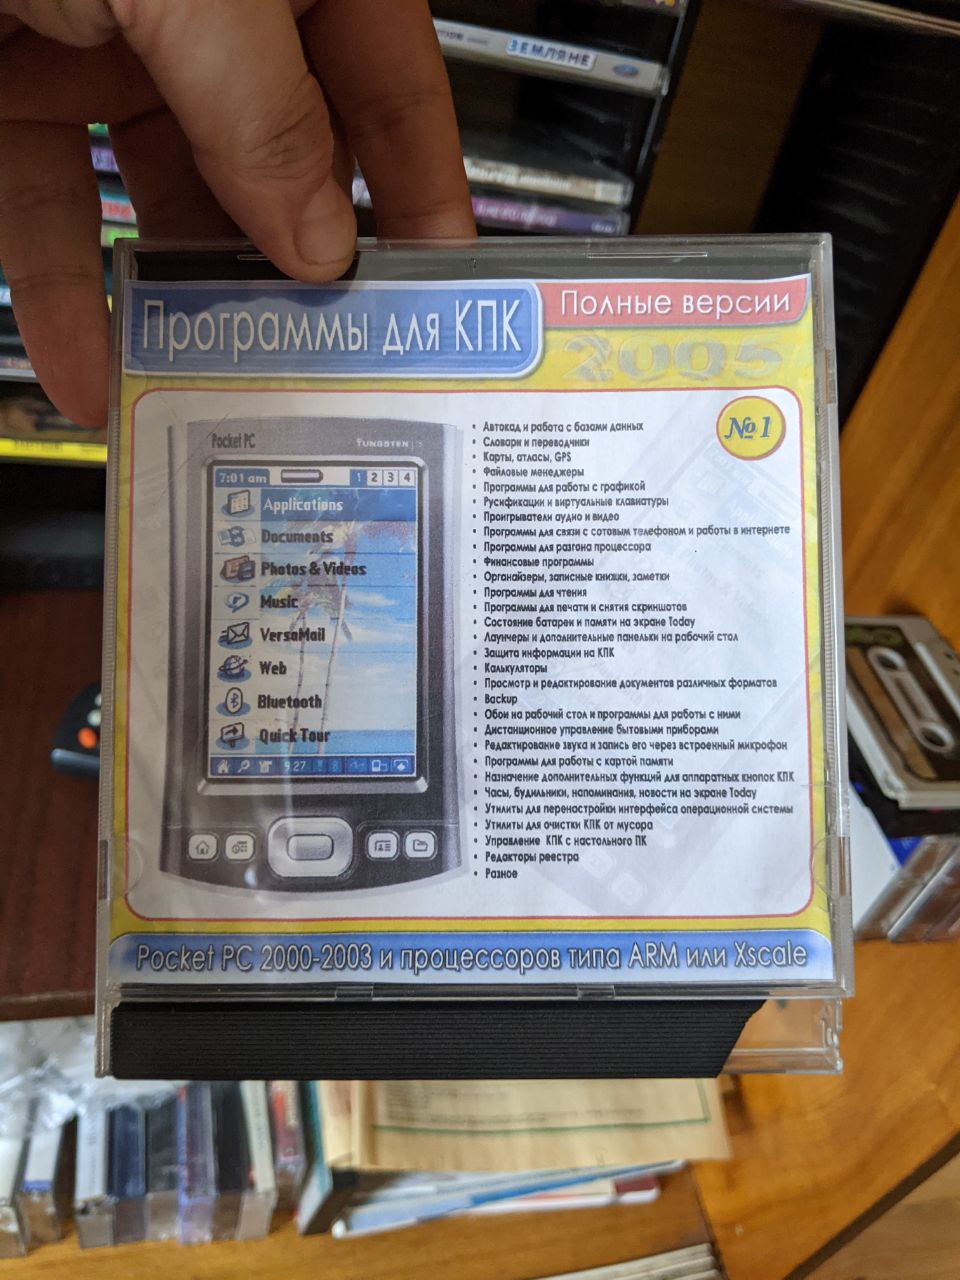 ЗЕМЛЯНЕ
Программы для КПК
Полные версии
2005
№1
Pocket PC
TUNGSTEN
7:01 am
1 2 3 4
Applications
Documents
Photos & Videos
Music
VersaMail
Web
Bluetooth
Quick Tour
9:27
• Автокад и работа с базами данных
• Словари и переводчики
• Карты, атласы, GPS
• Файловые менеджеры
• Программы для работы с графикой
• Русификации и виртуальные клавиатуры
• Проигрыватели аудио и видео
• Программы для связи с сотовым телефоном и работы в интернете
• Программы для разгона процессора
• Финансовые программы
• Органайзеры, записные книжки, заметки
• Программы для чтения
• Программы для печати и снятия скриншотов
• Состояние батареи и памяти на экране Today
• Лаунчеры и дополнительные панельки на рабочий стол
• Защита информации на КПК
• Калькуляторы
• Просмотр и редактирование документов различных форматов
• Backup
• Обои на рабочий стол и программы для работы с ними
• Дистанционное управление бытовыми приборами
• Редактирование звука и запись его через встроенный микрофон
• Программы для работы с картой памяти
• Назначение дополнительных функций для аппаратных кнопок КПК
• Часы, будильники, напоминания, новости на экране Today
• Утилиты для перенастройки интерфейса операционной системы
• Утилиты для очистки КПК от мусора
• Управление КПК с настольного ПК
• Редакторы реестра
• Разное
Pocket PC 2000-2003 и процессоров типа ARM или Xscale